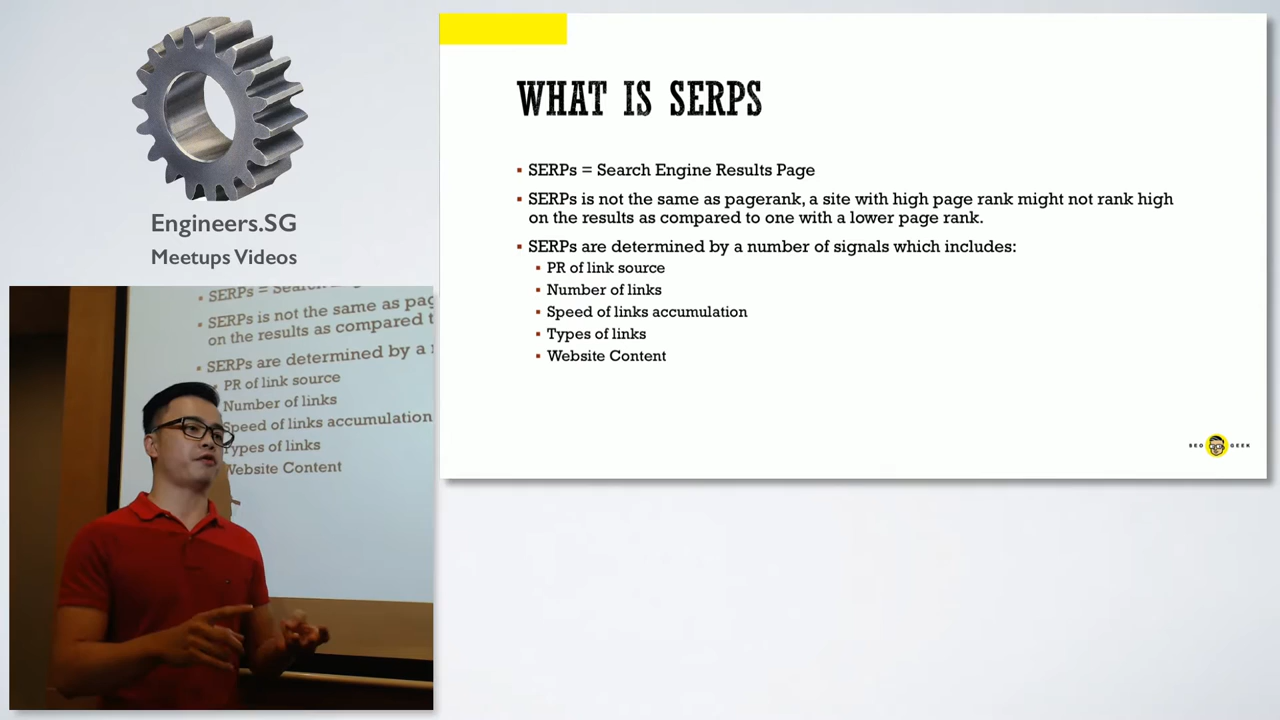 Engineers.SG
Meetups Videos
WHAT IS SERPS
▪ SERPs = Search Engine Results Page
▪ SERPs is not the same as pagerank, a site with high page rank might not rank high
on the results as compared to one with a lower page rank.
▪ SERPs are determined by a number of signals which includes:
▪ PR of link source
▪ Number of links
▪ Speed of links accumulation
▪ Types of links
▪ Website Content
SEO GEEK
▪ SERPs = Sear
▪ SERPs is not the same as pag
on the results as compared t
▪ SERPs are determined by a
PR of link source
Number of links
Speed of links accumulation
Types of links
Website Content